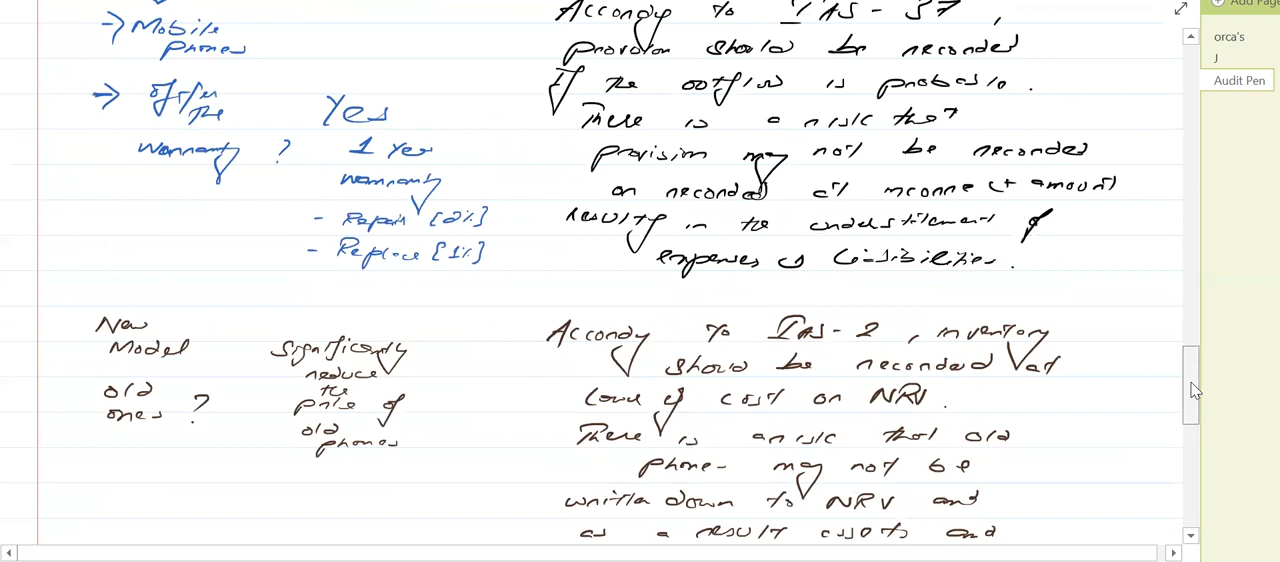 → Mobile
phones
→ offer
the
warranty ?
Yes
1 Year
warranty
- Repair [2%]
- Replace [1%]
According to IAS-37,
provision should be recorded
If the outflow is probable.
There is a risk that
provision may not be recorded
or recorded at incorrect amount
resulting in the understatement of
expenses & Liabilities.
New
Model
old
ones ?
Significantly
reduce
the
price of
old
phones
According to IAS-2, inventory
should be recorded at
lower of cost or NRV.
There is a risk that old
phones may not be
written down to NRV and
as a result assets and
Add Page
orca's
J
Audit Pen